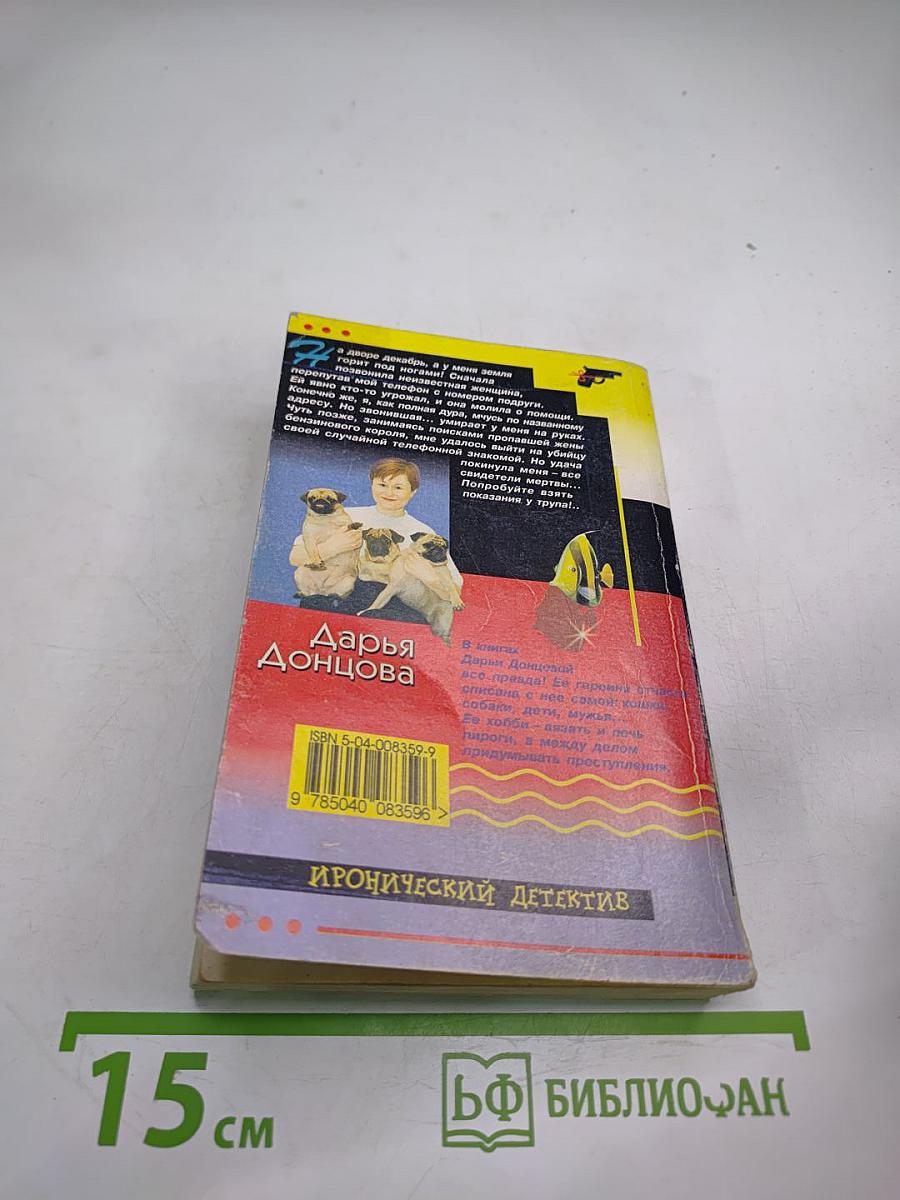 На дворе декабрь, а у меня земля
горит под ногами! Сначала
позвонила неизвестная женщина,
перепутав мой телефон с номером подруги.
Ей явно кто-то угрожал, и она молила о помощи.
Конечно же, я, как полная дура, мчусь по названному
адресу. Но звонившая... умирает у меня на руках.
Чуть позже, занимаясь поисками пропавшей жены
бензинового короля, мне удалось выйти на убийцу
своей случайной телефонной знакомой. Но удача
покинула меня – все
свидетели мертвы...
Попробуйте взять
показания у трупа!..
Дарья
Донцова
В книгах
Дарьи Донцовой
все правда! Ее героини отчасти
списана с нее самой: кошки,
собаки, дети, мужья...
Ее хобби – вязать и печь
пироги, а между делом
придумывать преступления.
ISBN 5-04-008359-9
9 785040 083596 >
ИРОНИЧЕСКИЙ ДЕТЕКТИВ
15 см
БФ БИБЛИОФАН